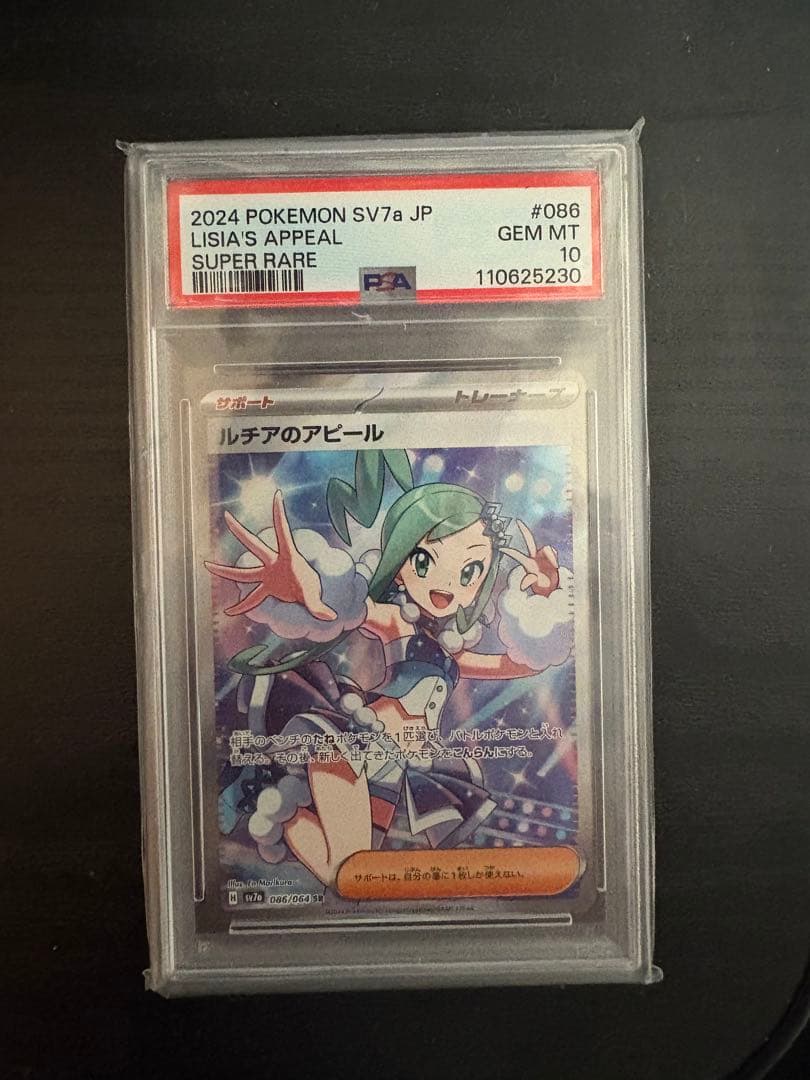 2024 POKEMON SV7a JP #086
LISIA'S APPEAL GEM MT
SUPER RARE 10
PSA 110625230
サポート トレーナーズ
ルチアのアピール
相手のベンチのたねポケモンを1匹選び、バトルポケモンと入れ
替える。その後、新しく出てきたポケモンをこんらんにする。
サポートは、自分の番に1枚しか使えない。
Illus. En Morikura
H sv7a 086/064 SR